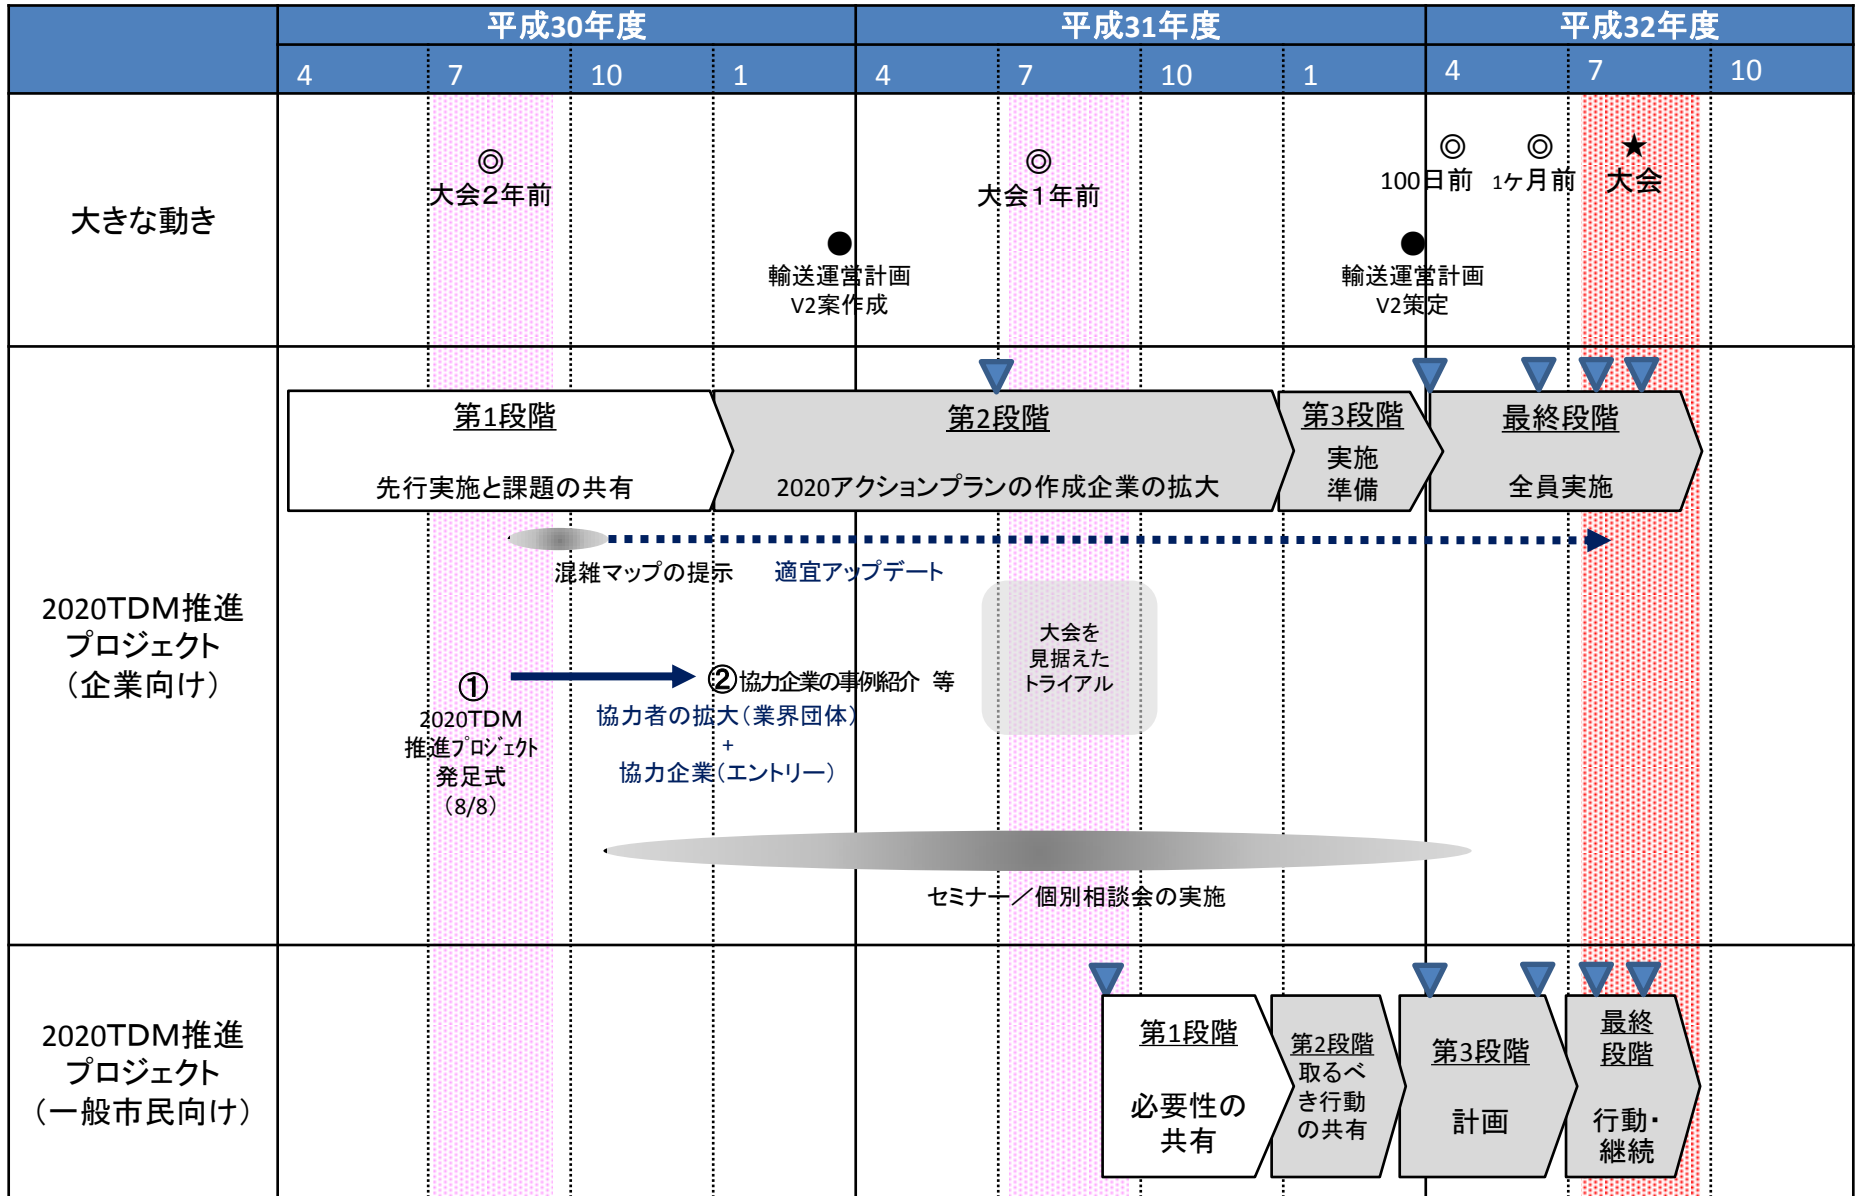 平成30年度
平成31年度
平成32年度
4
7
10
1
4
7
10
1
4
7
10
大きな動き
◎
大会２年前
◎
大会１年前
◎
100日前
◎
1ヶ月前
★
大会
●
輸送運営計画
V2案作成
●
輸送運営計画
V2策定
2020TDM推進
プロジェクト
（企業向け）
第1段階
先行実施と課題の共有
第2段階
2020アクションプランの作成企業の拡大
第3段階
実施
準備
最終段階
全員実施
混雑マップの提示
適宜アップデート
大会を
見据えた
トライアル
①
2020TDM
推進ﾌﾟﾛｼﾞｪｸﾄ
発足式
（8/8）
②協力企業の事例紹介 等
協力者の拡大（業界団体）
+
協力企業（エントリー）
セミナー／個別相談会の実施
2020TDM推進
プロジェクト
（一般市民向け）
第1段階
必要性の
共有
第2段階
取るべ
き行動
の共有
第3段階
計画
最終
段階
行動・
継続